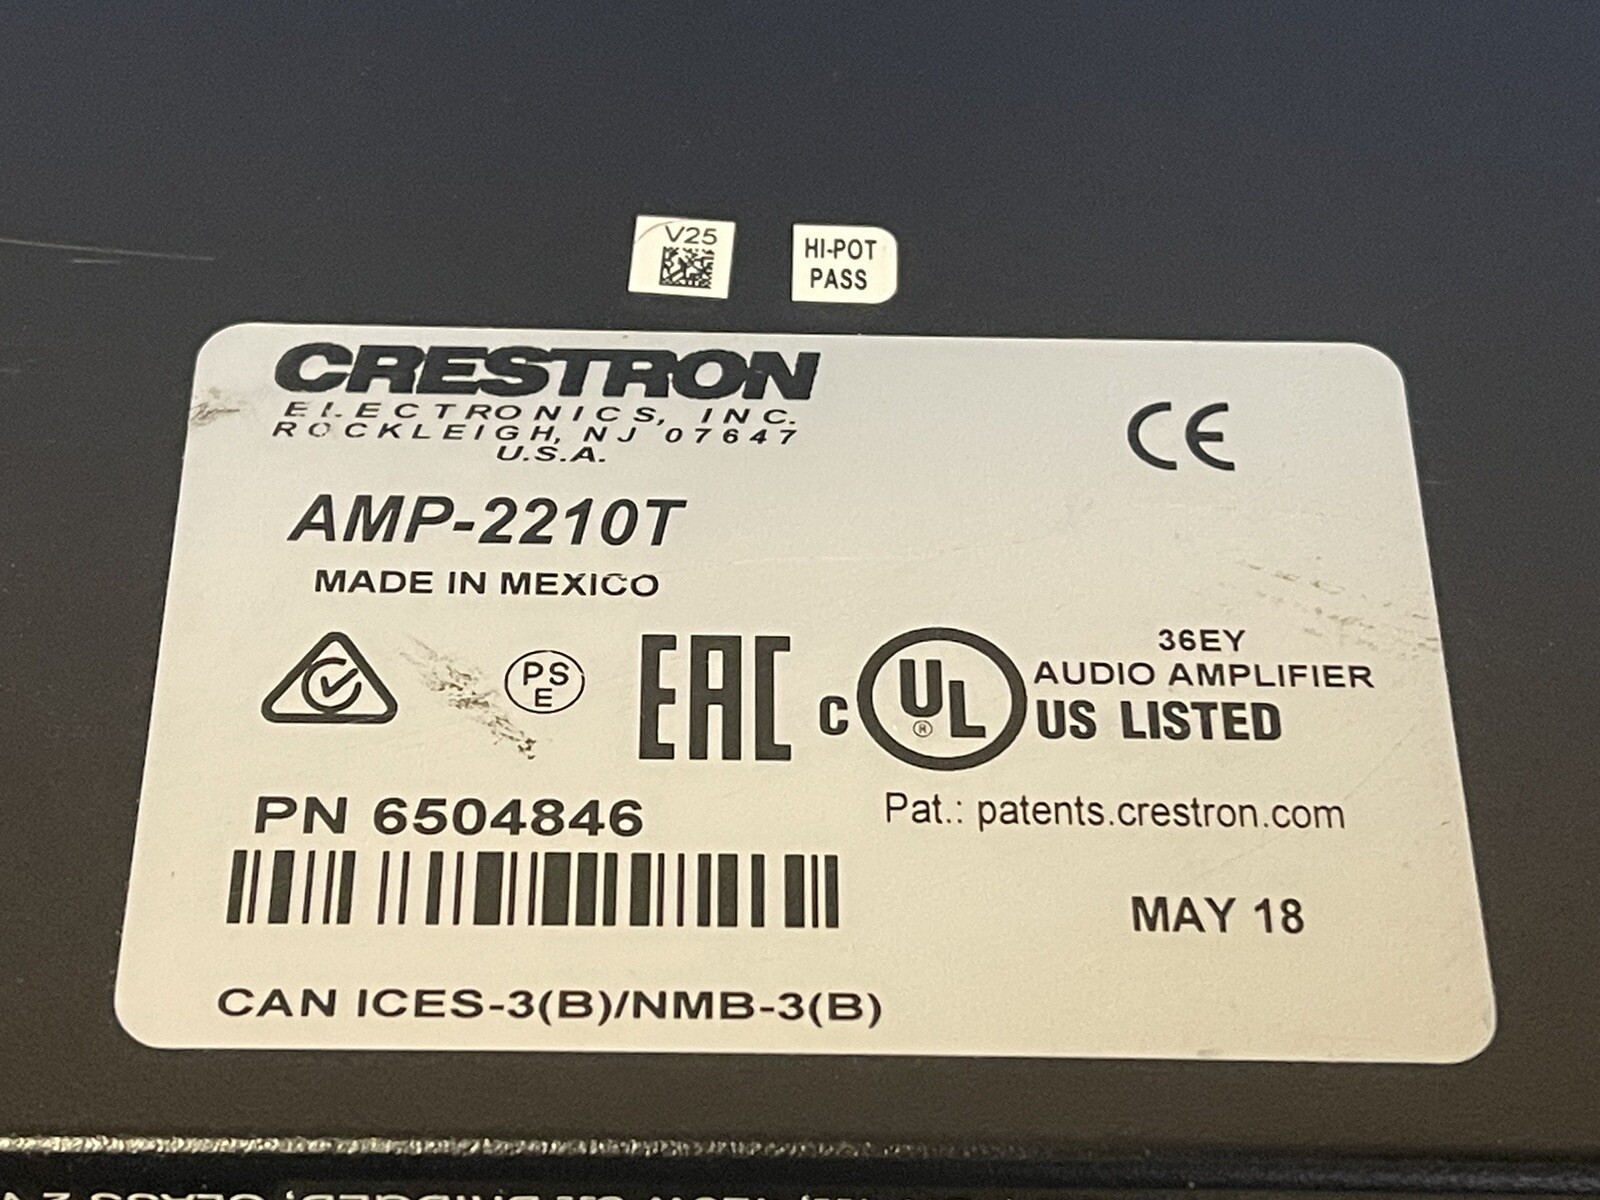 V25
HI-POT
PASS
CRESTRON
ELECTRONICS, INC.
ROCKLEIGH, NJ 07647
U.S.A.
CE
AMP-2210T
MADE IN MEXICO
PS
E
EAC
C UL ® US LISTED
36EY
AUDIO AMPLIFIER
PN 6504846
Pat.: patents.crestron.com
MAY 18
CAN ICES-3(B)/NMB-3(B)